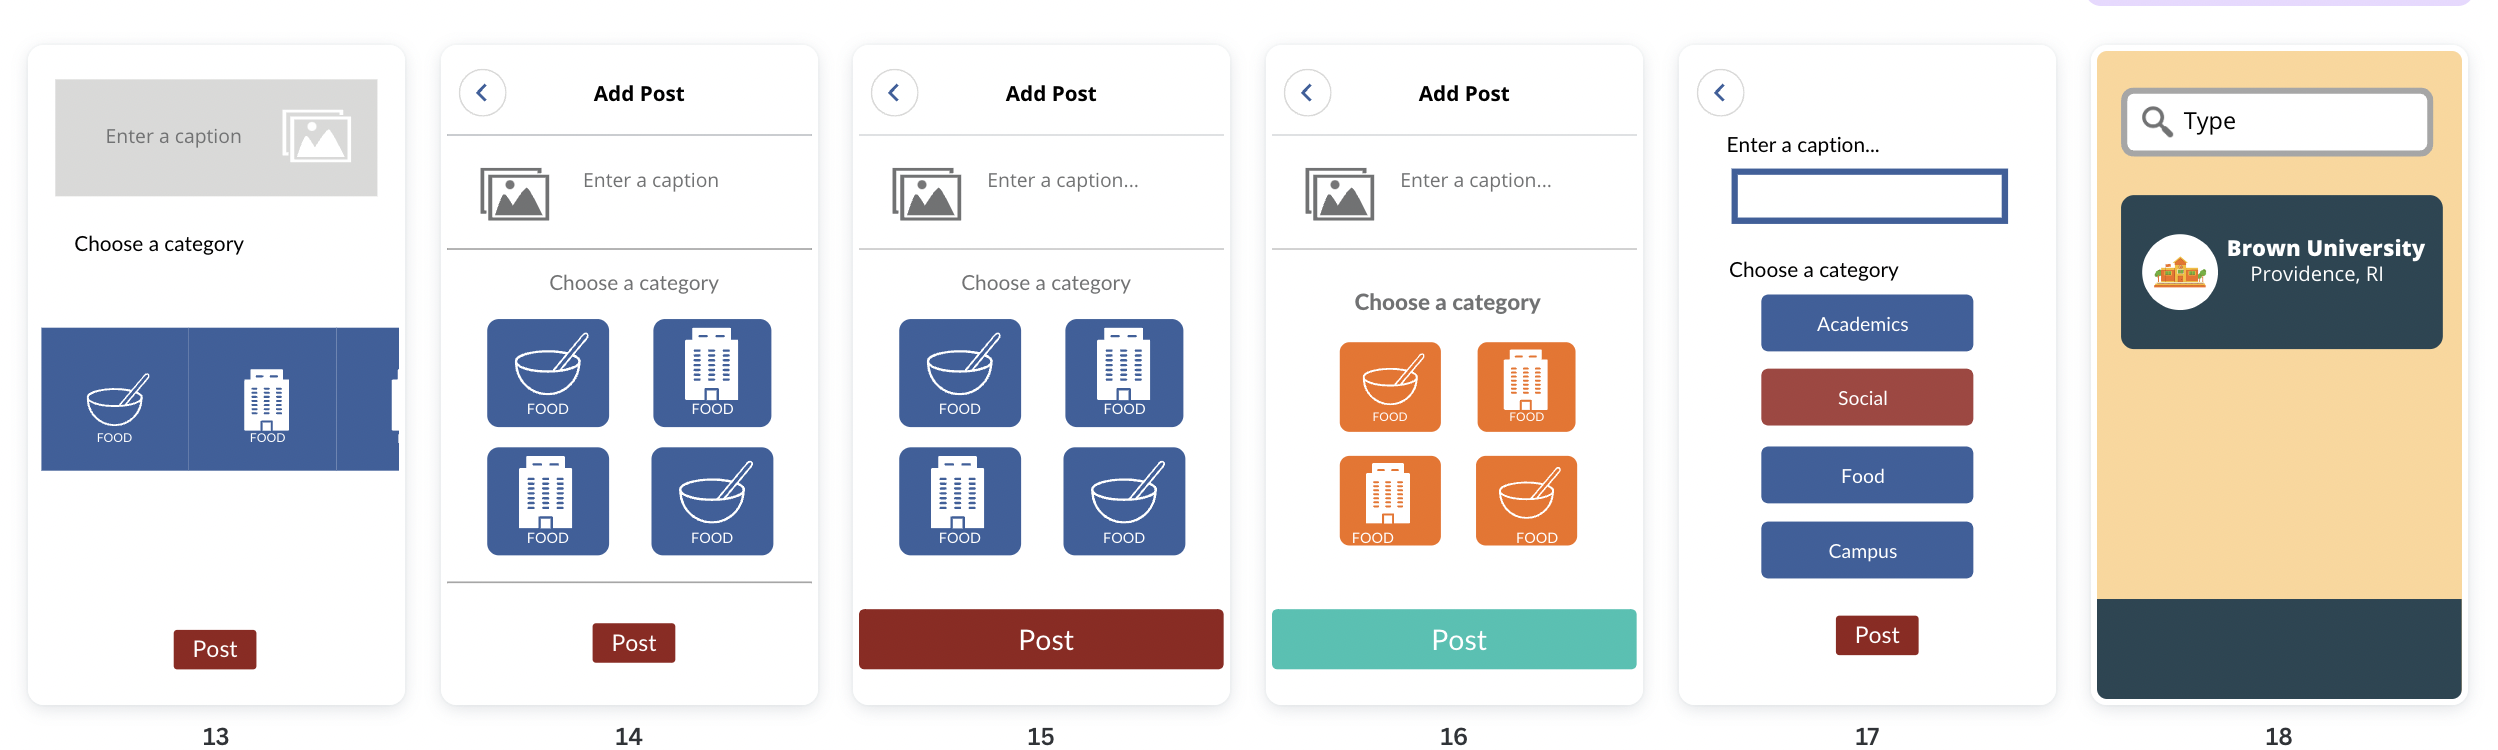 Enter a caption
Choose a category
FOOD
FOOD
Post
13
Add Post
Enter a caption
Choose a category
FOOD
FOOD
FOOD
FOOD
Post
14
Add Post
Enter a caption...
Choose a category
FOOD
FOOD
FOOD
FOOD
Post
15
Add Post
Enter a caption...
Choose a category
FOOD
FOOD
FOOD
FOOD
Post
16
Enter a caption...
Choose a category
Academics
Social
Food
Campus
Post
17
Type
Brown University
Providence, RI
18